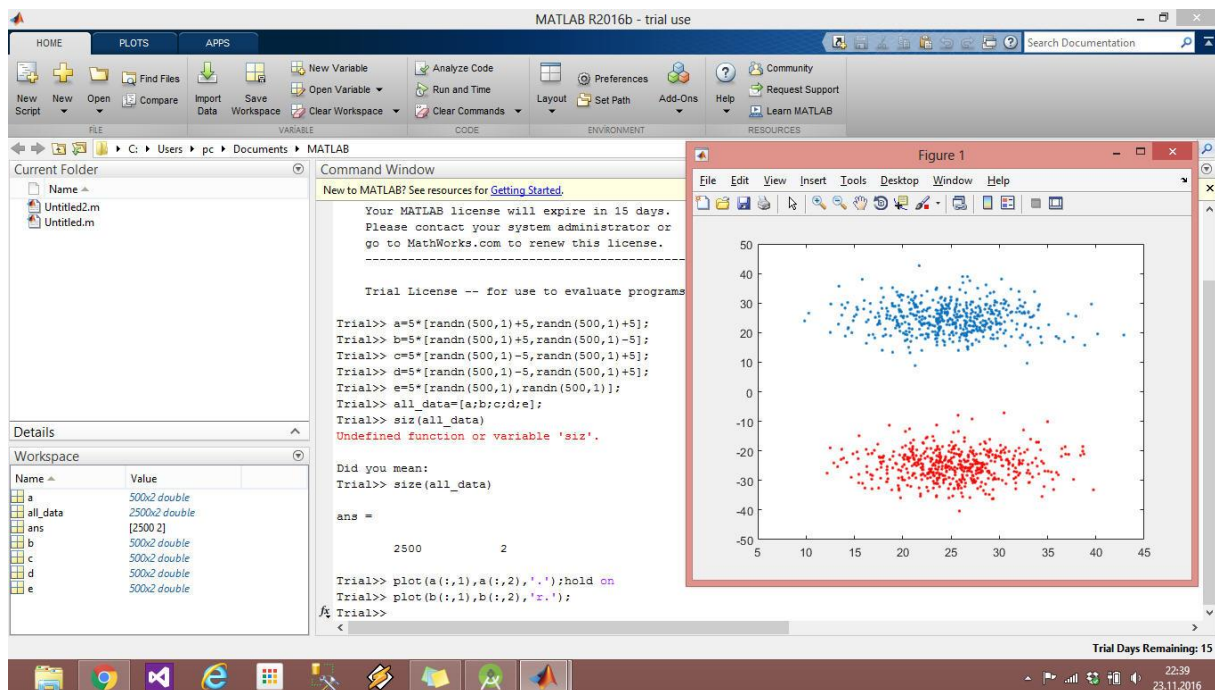 MATLAB R2016b - trial use
HOME PLOTS APPS
Search Documentation
New Script
New
Open
Find Files
Compare
Import Data
Save Workspace
New Variable
Open Variable
Clear Workspace
Analyze Code
Run and Time
Clear Commands
Layout
Preferences
Set Path
Add-Ons
Help
Community
Request Support
Learn MATLAB
FILE VARIABLE CODE ENVIRONMENT RESOURCES
C: Users pc Documents MATLAB
Current Folder
Name
Untitled2.m
Untitled.m
Details
Workspace
Name Value
a 500x2 double
all_data 2500x2 double
ans [2500 2]
b 500x2 double
c 500x2 double
d 500x2 double
e 500x2 double
Command Window
New to MATLAB? See resources for Getting Started.
Your MATLAB license will expire in 15 days.
Please contact your system administrator or
go to MathWorks.com to renew this license.
----------------------------------------------
Trial License -- for use to evaluate programs
Trial>> a=5*[randn(500,1)+5,randn(500,1)+5];
Trial>> b=5*[randn(500,1)+5,randn(500,1)-5];
Trial>> c=5*[randn(500,1)-5,randn(500,1)+5];
Trial>> d=5*[randn(500,1)-5,randn(500,1)+5];
Trial>> e=5*[randn(500,1),randn(500,1)];
Trial>> all_data=[a;b;c;d;e];
Trial>> siz(all_data)
Undefined function or variable 'siz'.
Did you mean:
Trial>> size(all_data)
ans =
2500 2
Trial>> plot(a(:,1),a(:,2),'.');hold on
Trial>> plot(b(:,1),b(:,2),'r.');
fx Trial>>
Figure 1
File Edit View Insert Tools Desktop Window Help
50
40
30
20
10
0
-10
-20
-30
-40
-50
5 10 15 20 25 30 35 40 45
Trial Days Remaining: 15
22:39
23.11.2016